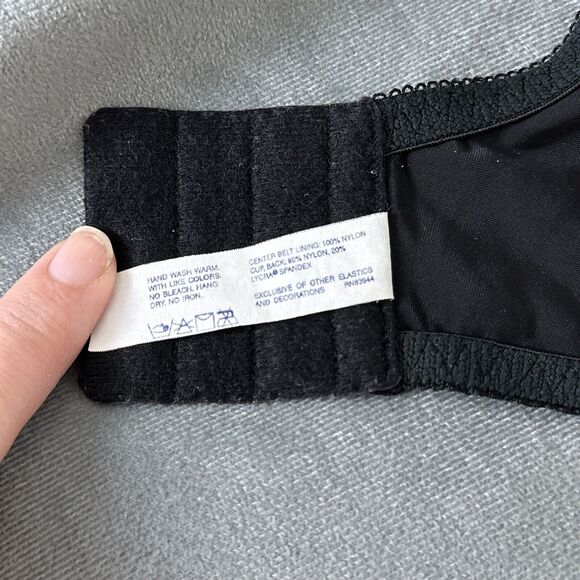 HAND WASH WARM.
WITH LIKE COLORS.
NO BLEACH. HANG
DRY. NO IRON.
CENTER BELT LINING: 100% NYLON
CUP, BACK: 80% NYLON, 20%
LYCRA® SPANDEX
EXCLUSIVE OF OTHER ELASTICS
AND DECORATIONS RN63944